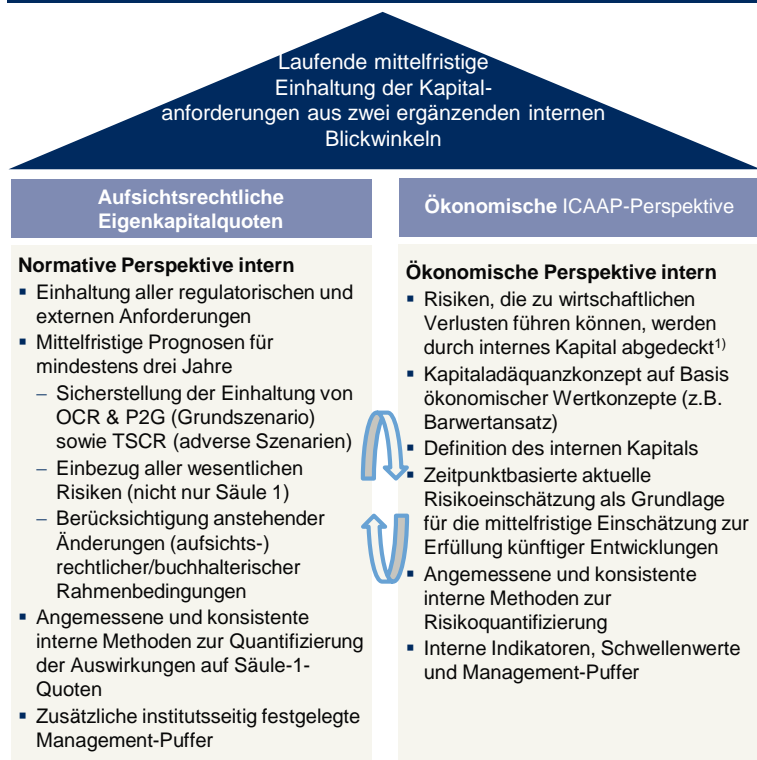 Laufende mittelfristige
Einhaltung der Kapital-
anforderungen aus zwei ergänzenden internen
Blickwinkeln
Aufsichtsrechtliche
Eigenkapitalquoten
Normative Perspektive intern
▪ Einhaltung aller regulatorischen und
externen Anforderungen
▪ Mittelfristige Prognosen für
mindestens drei Jahre
– Sicherstellung der Einhaltung von
OCR & P2G (Grundszenario)
sowie TSCR (adverse Szenarien)
– Einbezug aller wesentlichen
Risiken (nicht nur Säule 1)
– Berücksichtigung anstehender
Änderungen (aufsichts-)
rechtlicher/buchhalterischer
Rahmenbedingungen
▪ Angemessene und konsistente
interne Methoden zur Quantifizierung
der Auswirkungen auf Säule-1-
Quoten
▪ Zusätzliche institutsseitig festgelegte
Management-Puffer
Ökonomische ICAAP-Perspektive
Ökonomische Perspektive intern
▪ Risiken, die zu wirtschaftlichen
Verlusten führen können, werden
durch internes Kapital abgedeckt1)
▪ Kapitaladäquanzkonzept auf Basis
ökonomischer Wertkonzepte (z.B.
Barwertansatz)
▪ Definition des internen Kapitals
▪ Zeitpunktbasierte aktuelle
Risikoeinschätzung als Grundlage
für die mittelfristige Einschätzung zur
Erfüllung künftiger Entwicklungen
▪ Angemessene und konsistente
interne Methoden zur
Risikoquantifizierung
▪ Interne Indikatoren, Schwellenwerte
und Management-Puffer